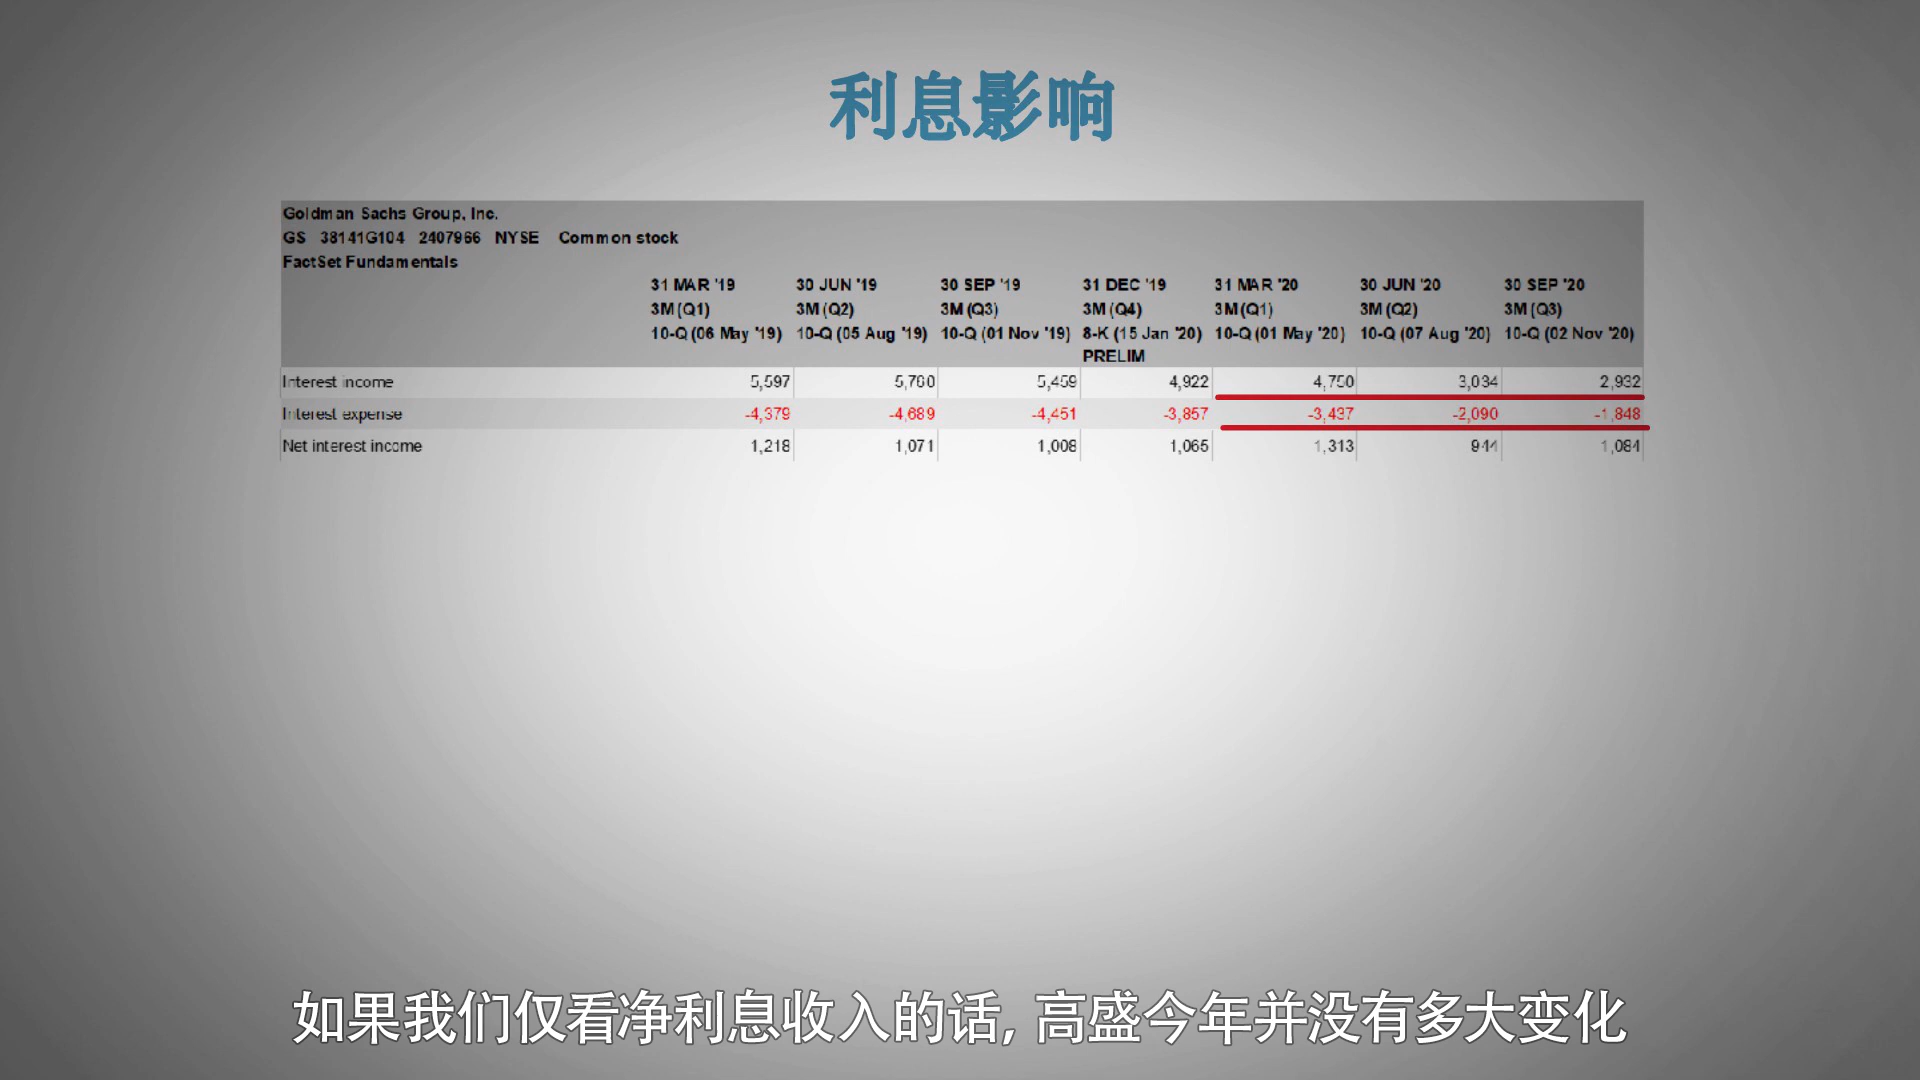 利息影响
Goldman Sachs Group, Inc.
GS 38141G104 2407966 NYSE Common stock
FactSet Fundamentals
31 MAR '19 30 JUN '19 30 SEP '19 31 DEC '19 31 MAR '20 30 JUN '20 30 SEP '20
3M (Q1) 3M (Q2) 3M (Q3) 3M (Q4) 3M (Q1) 3M (Q2) 3M (Q3)
10-Q (06 May '19) 10-Q (05 Aug '19) 10-Q (01 Nov '19) 8-K (15 Jan '20) 10-Q (01 May '20) 10-Q (07 Aug '20) 10-Q (02 Nov '20)
PRELIM
Interest income 5,597 5,760 5,459 4,922 4,750 3,034 2,932
Interest expense -4,379 -4,689 -4,451 -3,857 -3,437 -2,090 -1,848
Net interest income 1,218 1,071 1,008 1,065 1,313 944 1,084
如果我们仅看净利息收入的话, 高盛今年并没有多大变化